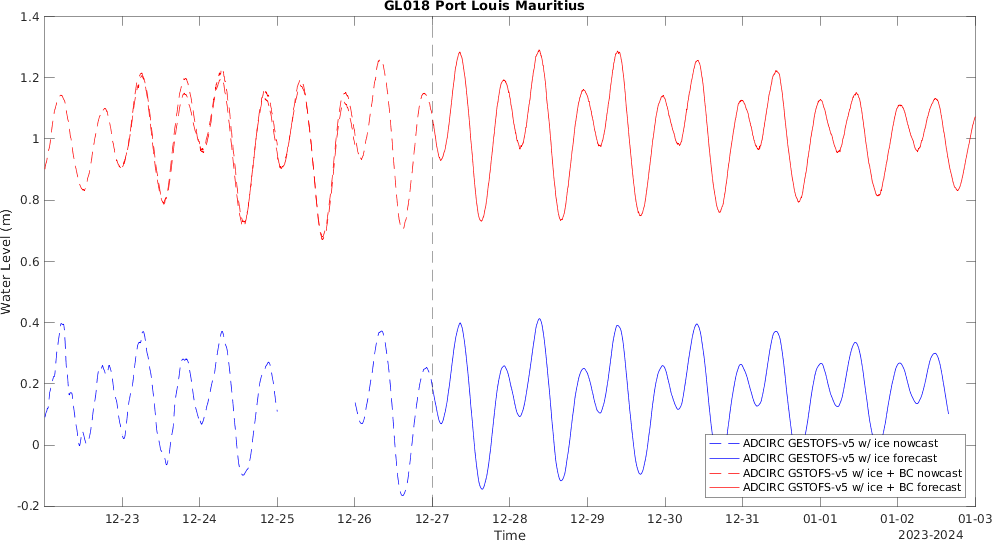 GL018 Port Louis Mauritius
Water Level (m)
1.4
1.2
1
0.8
0.6
0.4
0.2
0
-0.2
12-23 12-24 12-25 12-26 12-27 12-28 12-29 12-30 12-31 01-01 01-02 01-03
Time
2023-2024
ADCIRC GESTOFS-v5 w/ ice nowcast
ADCIRC GESTOFS-v5 w/ ice forecast
ADCIRC GSTOFS-v5 w/ ice + BC nowcast
ADCIRC GSTOFS-v5 w/ ice + BC forecast